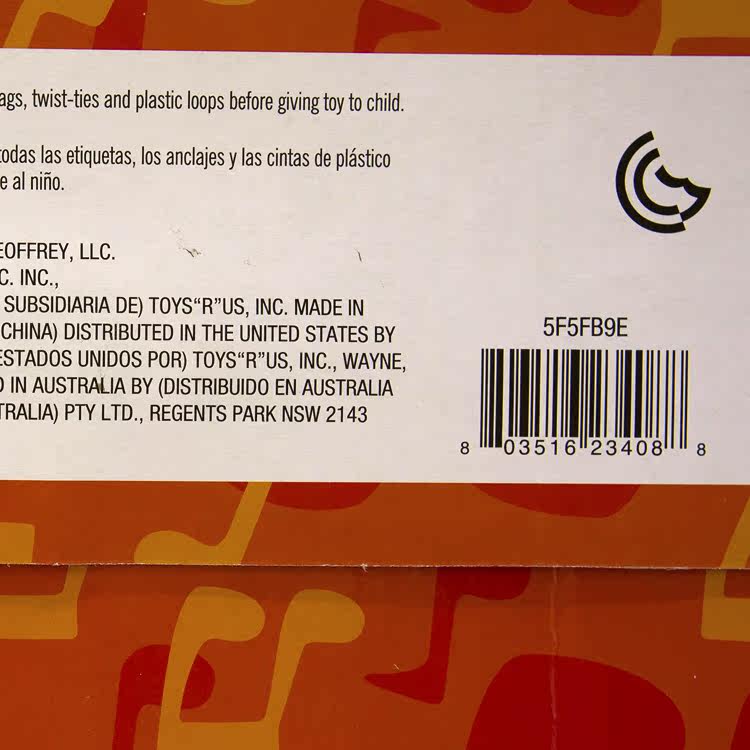 ags, twist-ties and plastic loops before giving toy to child.
todas las etiquetas, los anclajes y las cintas de plástico
e al niño.
EOFFREY, LLC.
C. INC.,
SUBSIDIARIA DE) TOYS“R”US, INC. MADE IN
CHINA) DISTRIBUTED IN THE UNITED STATES BY
ESTADOS UNIDOS POR) TOYS“R”US, INC., WAYNE,
D IN AUSTRALIA BY (DISTRIBUIDO EN AUSTRALIA
TRALIA) PTY LTD., REGENTS PARK NSW 2143
5F5FB9E
8 03516 23408 8